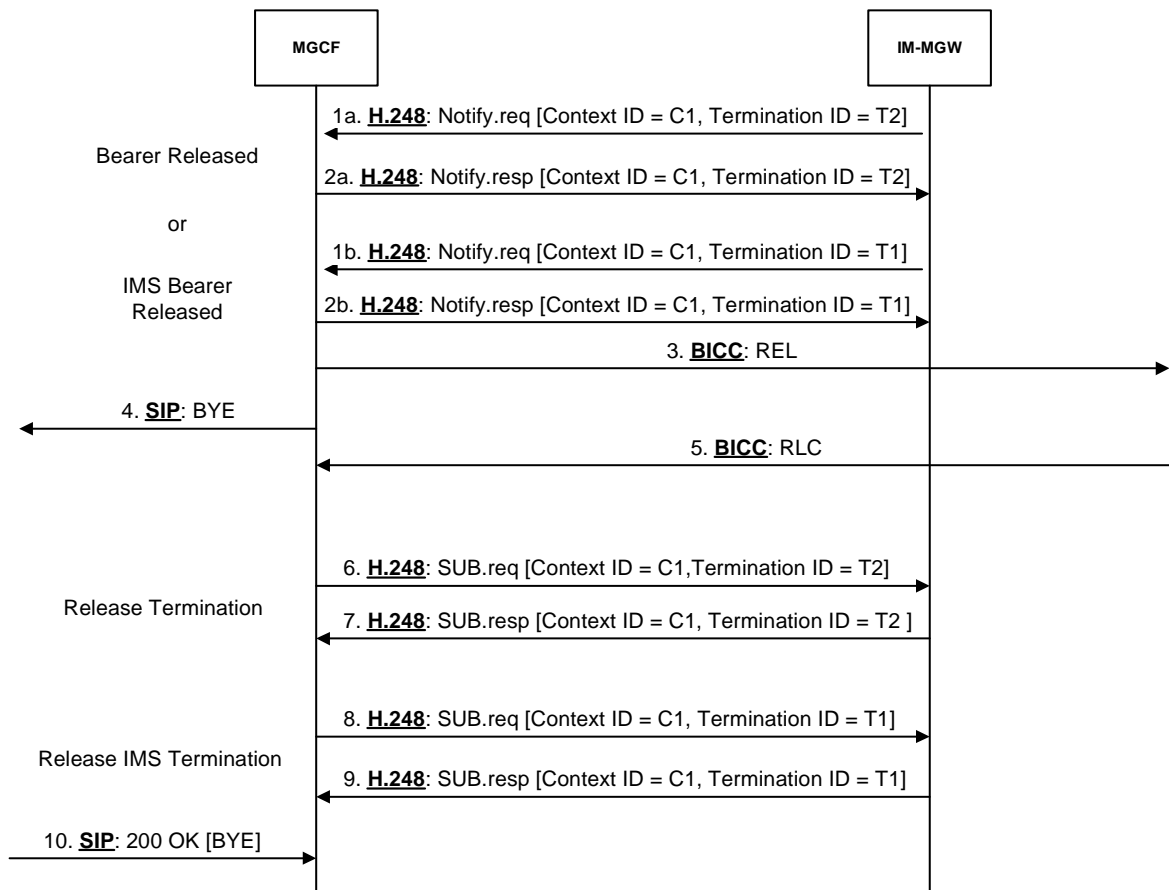 MGCF
IM-MGW
1a. H.248: Notify.req [Context ID = C1, Termination ID = T2]
Bearer Released
2a. H.248: Notify.resp [Context ID = C1, Termination ID = T2]
or
1b. H.248: Notify.req [Context ID = C1, Termination ID = T1]
IMS Bearer
Released
2b. H.248: Notify.resp [Context ID = C1, Termination ID = T1]
3. BICC: REL
4. SIP: BYE
5. BICC: RLC
6. H.248: SUB.req [Context ID = C1,Termination ID = T2]
Release Termination
7. H.248: SUB.resp [Context ID = C1, Termination ID = T2 ]
8. H.248: SUB.req [Context ID = C1, Termination ID = T1]
Release IMS Termination
9. H.248: SUB.resp [Context ID = C1, Termination ID = T1]
10. SIP: 200 OK [BYE]